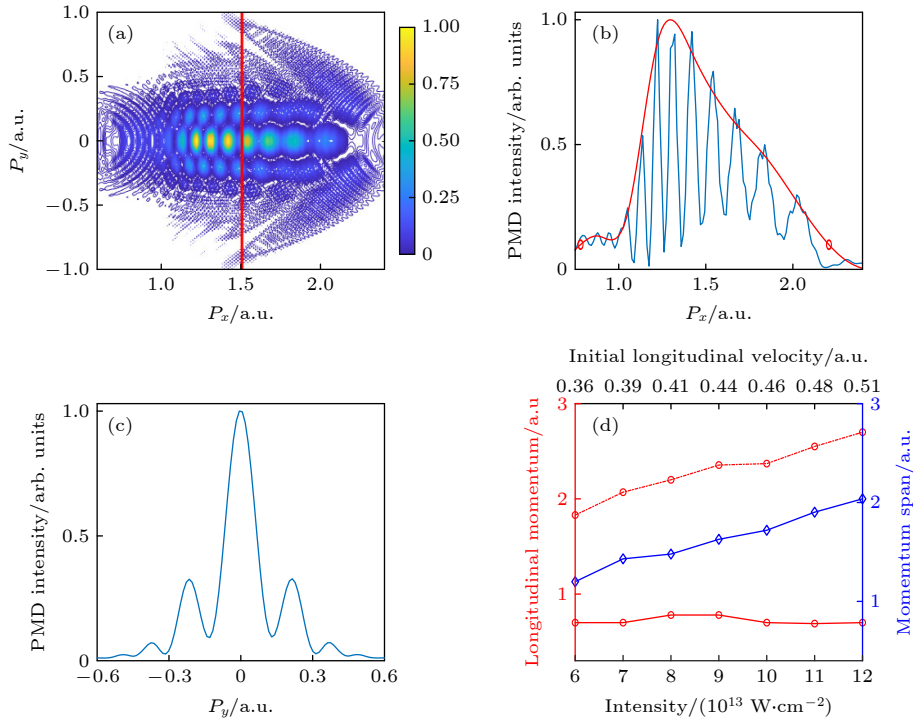 (a)
1.0
0.5
0
−0.5
−1.0
P_y/a.u.
1.0
1.5
2.0
P_x/a.u.
1.00
0.75
0.50
0.25
0
(b)
1.0
0.5
0
PMD intensity/arb. units
1.0
1.5
2.0
P_x/a.u.
(c)
1.0
0.5
0
PMD intensity/arb. units
−0.6
−0.3
0
0.3
0.6
P_y/a.u.
Initial longitudinal velocity/a.u.
0.36 0.39 0.41 0.44 0.46 0.48 0.51
(d)
3
2
1
Longitudinal momentum/a.u
3
2
1
Momemtum span/a.u.
6 7 8 9 10 11 12
Intensity/(10¹³ W·cm⁻²)